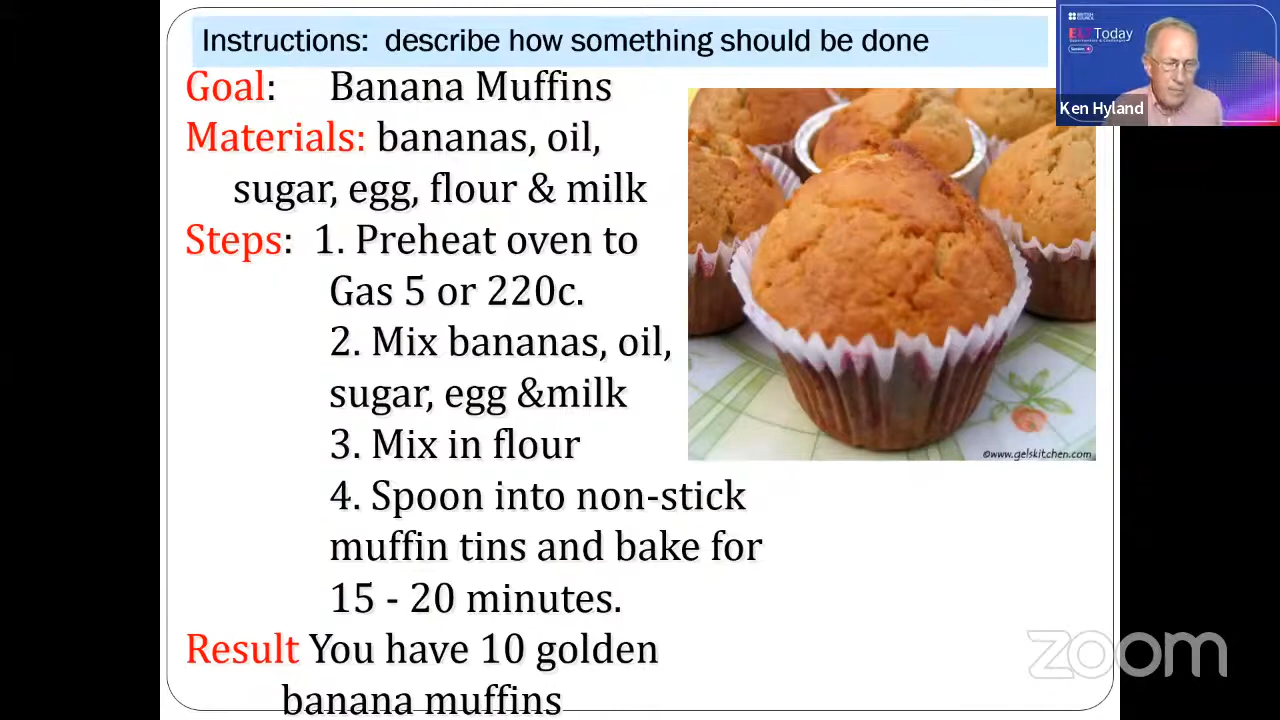 Instructions: describe how something should be done
Goal: Banana Muffins
Materials: bananas, oil,
sugar, egg, flour & milk
Steps: 1. Preheat oven to
Gas 5 or 220c.
2. Mix bananas, oil,
sugar, egg &milk
3. Mix in flour
4. Spoon into non-stick
muffin tins and bake for
15 - 20 minutes.
Result You have 10 golden
banana muffins
©www.gelskitchen.com
BRITISH
COUNCIL
ELTToday
Ken Hyland
zoom